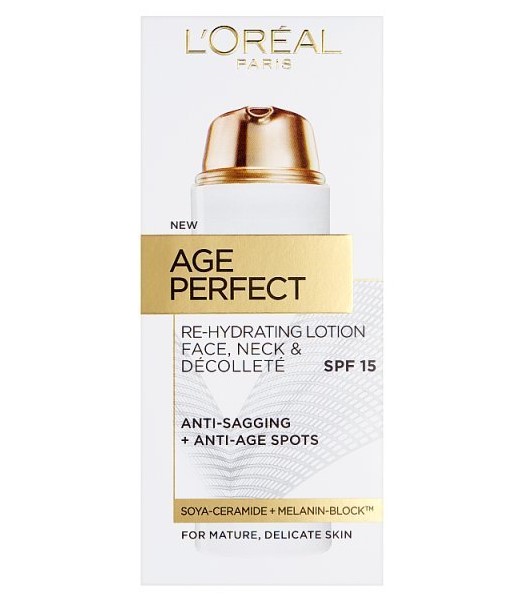 L'ORÉAL
PARIS
NEW
AGE
PERFECT
RE-HYDRATING LOTION
FACE, NECK &
DÉCOLLETÉ SPF 15
ANTI-SAGGING
+ ANTI-AGE SPOTS
SOYA-CERAMIDE + MELANIN-BLOCK™
FOR MATURE, DELICATE SKIN